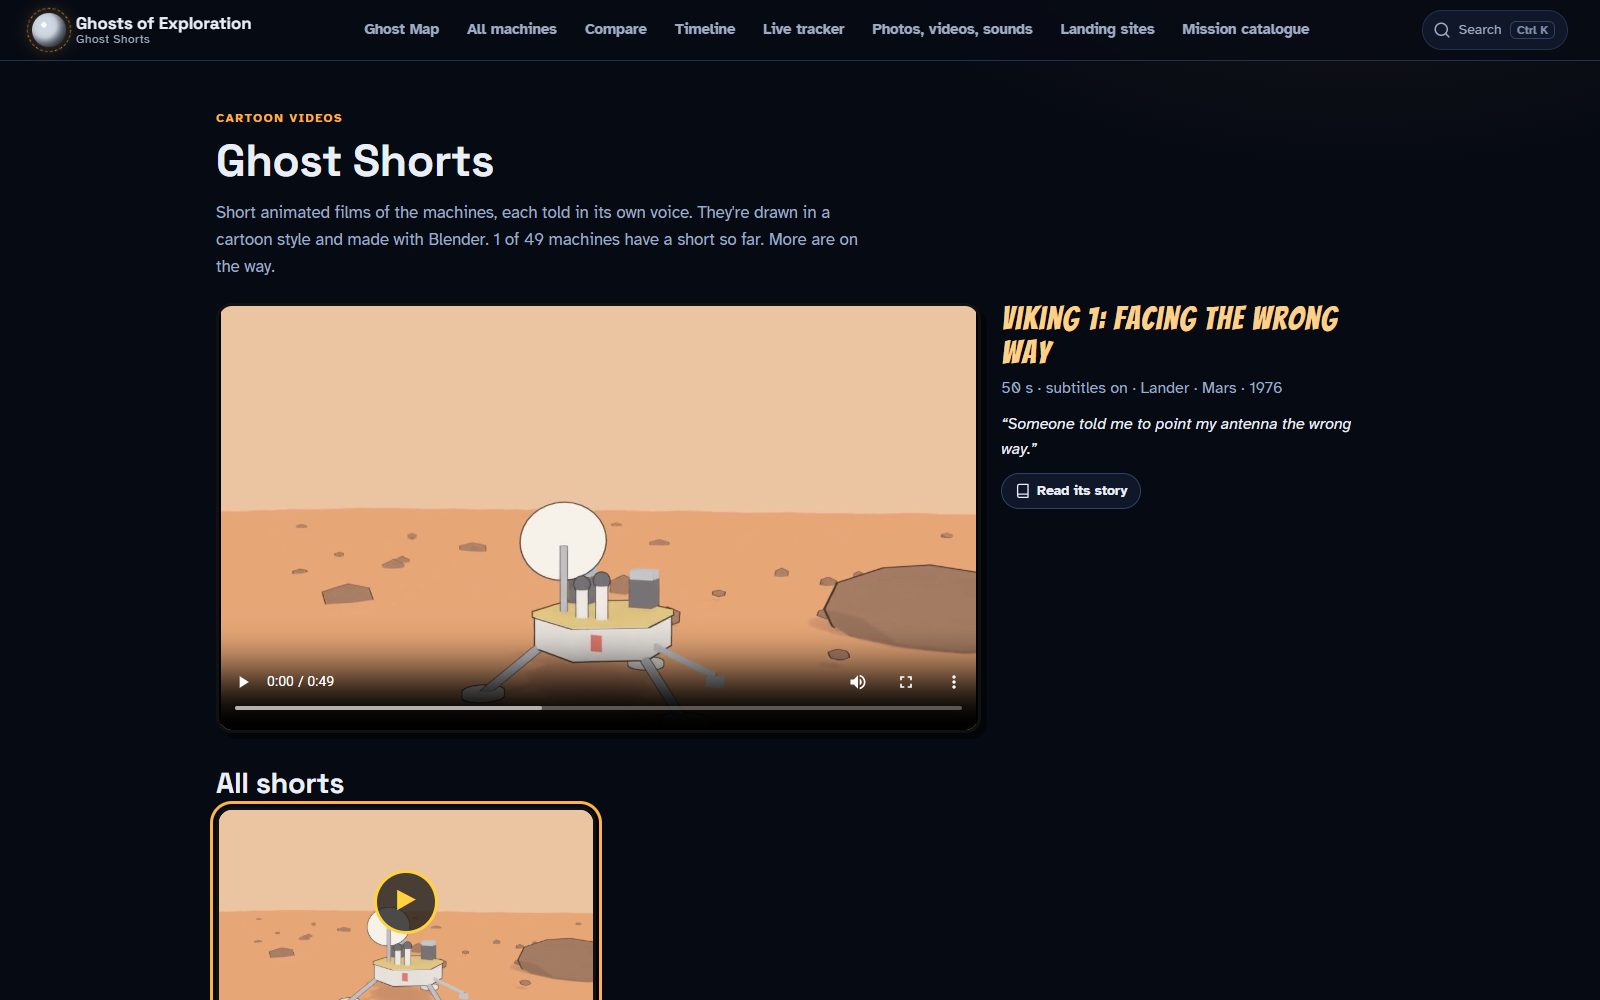 Ghosts of Exploration
Ghost Shorts
Ghost Map
All machines
Compare
Timeline
Live tracker
Photos, videos, sounds
Landing sites
Mission catalogue
Search
Ctrl K
CARTOON VIDEOS
Ghost Shorts
Short animated films of the machines, each told in its own voice. They're drawn in a
cartoon style and made with Blender. 1 of 49 machines have a short so far. More are on
the way.
VIKING 1: FACING THE WRONG
WAY
50 s · subtitles on · Lander · Mars · 1976
“Someone told me to point my antenna the wrong
way.”
Read its story
0:00 / 0:49
All shorts